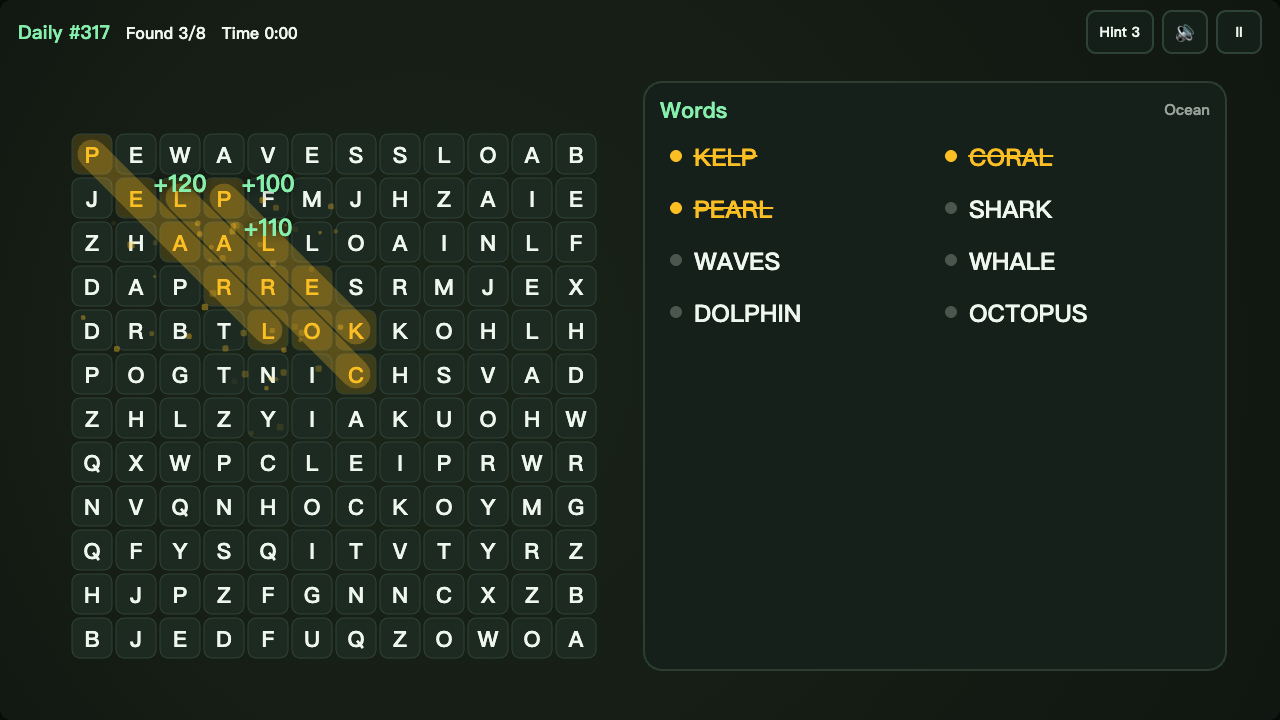 Daily #317 Found 3/8 Time 0:00 Hint 3 II
Words Ocean
KELP CORAL
PEARL SHARK
WAVES WHALE
DOLPHIN OCTOPUS
P E W A V E S S L O A B
+120 +100
J E L P F M J H Z A I E
+110
Z H A A L L O A I N L F
D A P R R E S R M J E X
D R B T L O K K O H L H
P O G T N I C H S V A D
Z H L Z Y I A K U O H W
Q X W P C L E I P R W R
N V Q N H O C K O Y M G
Q F Y S Q I T V T Y R Z
H J P Z F G N N C X Z B
B J E D F U Q Z O W O A